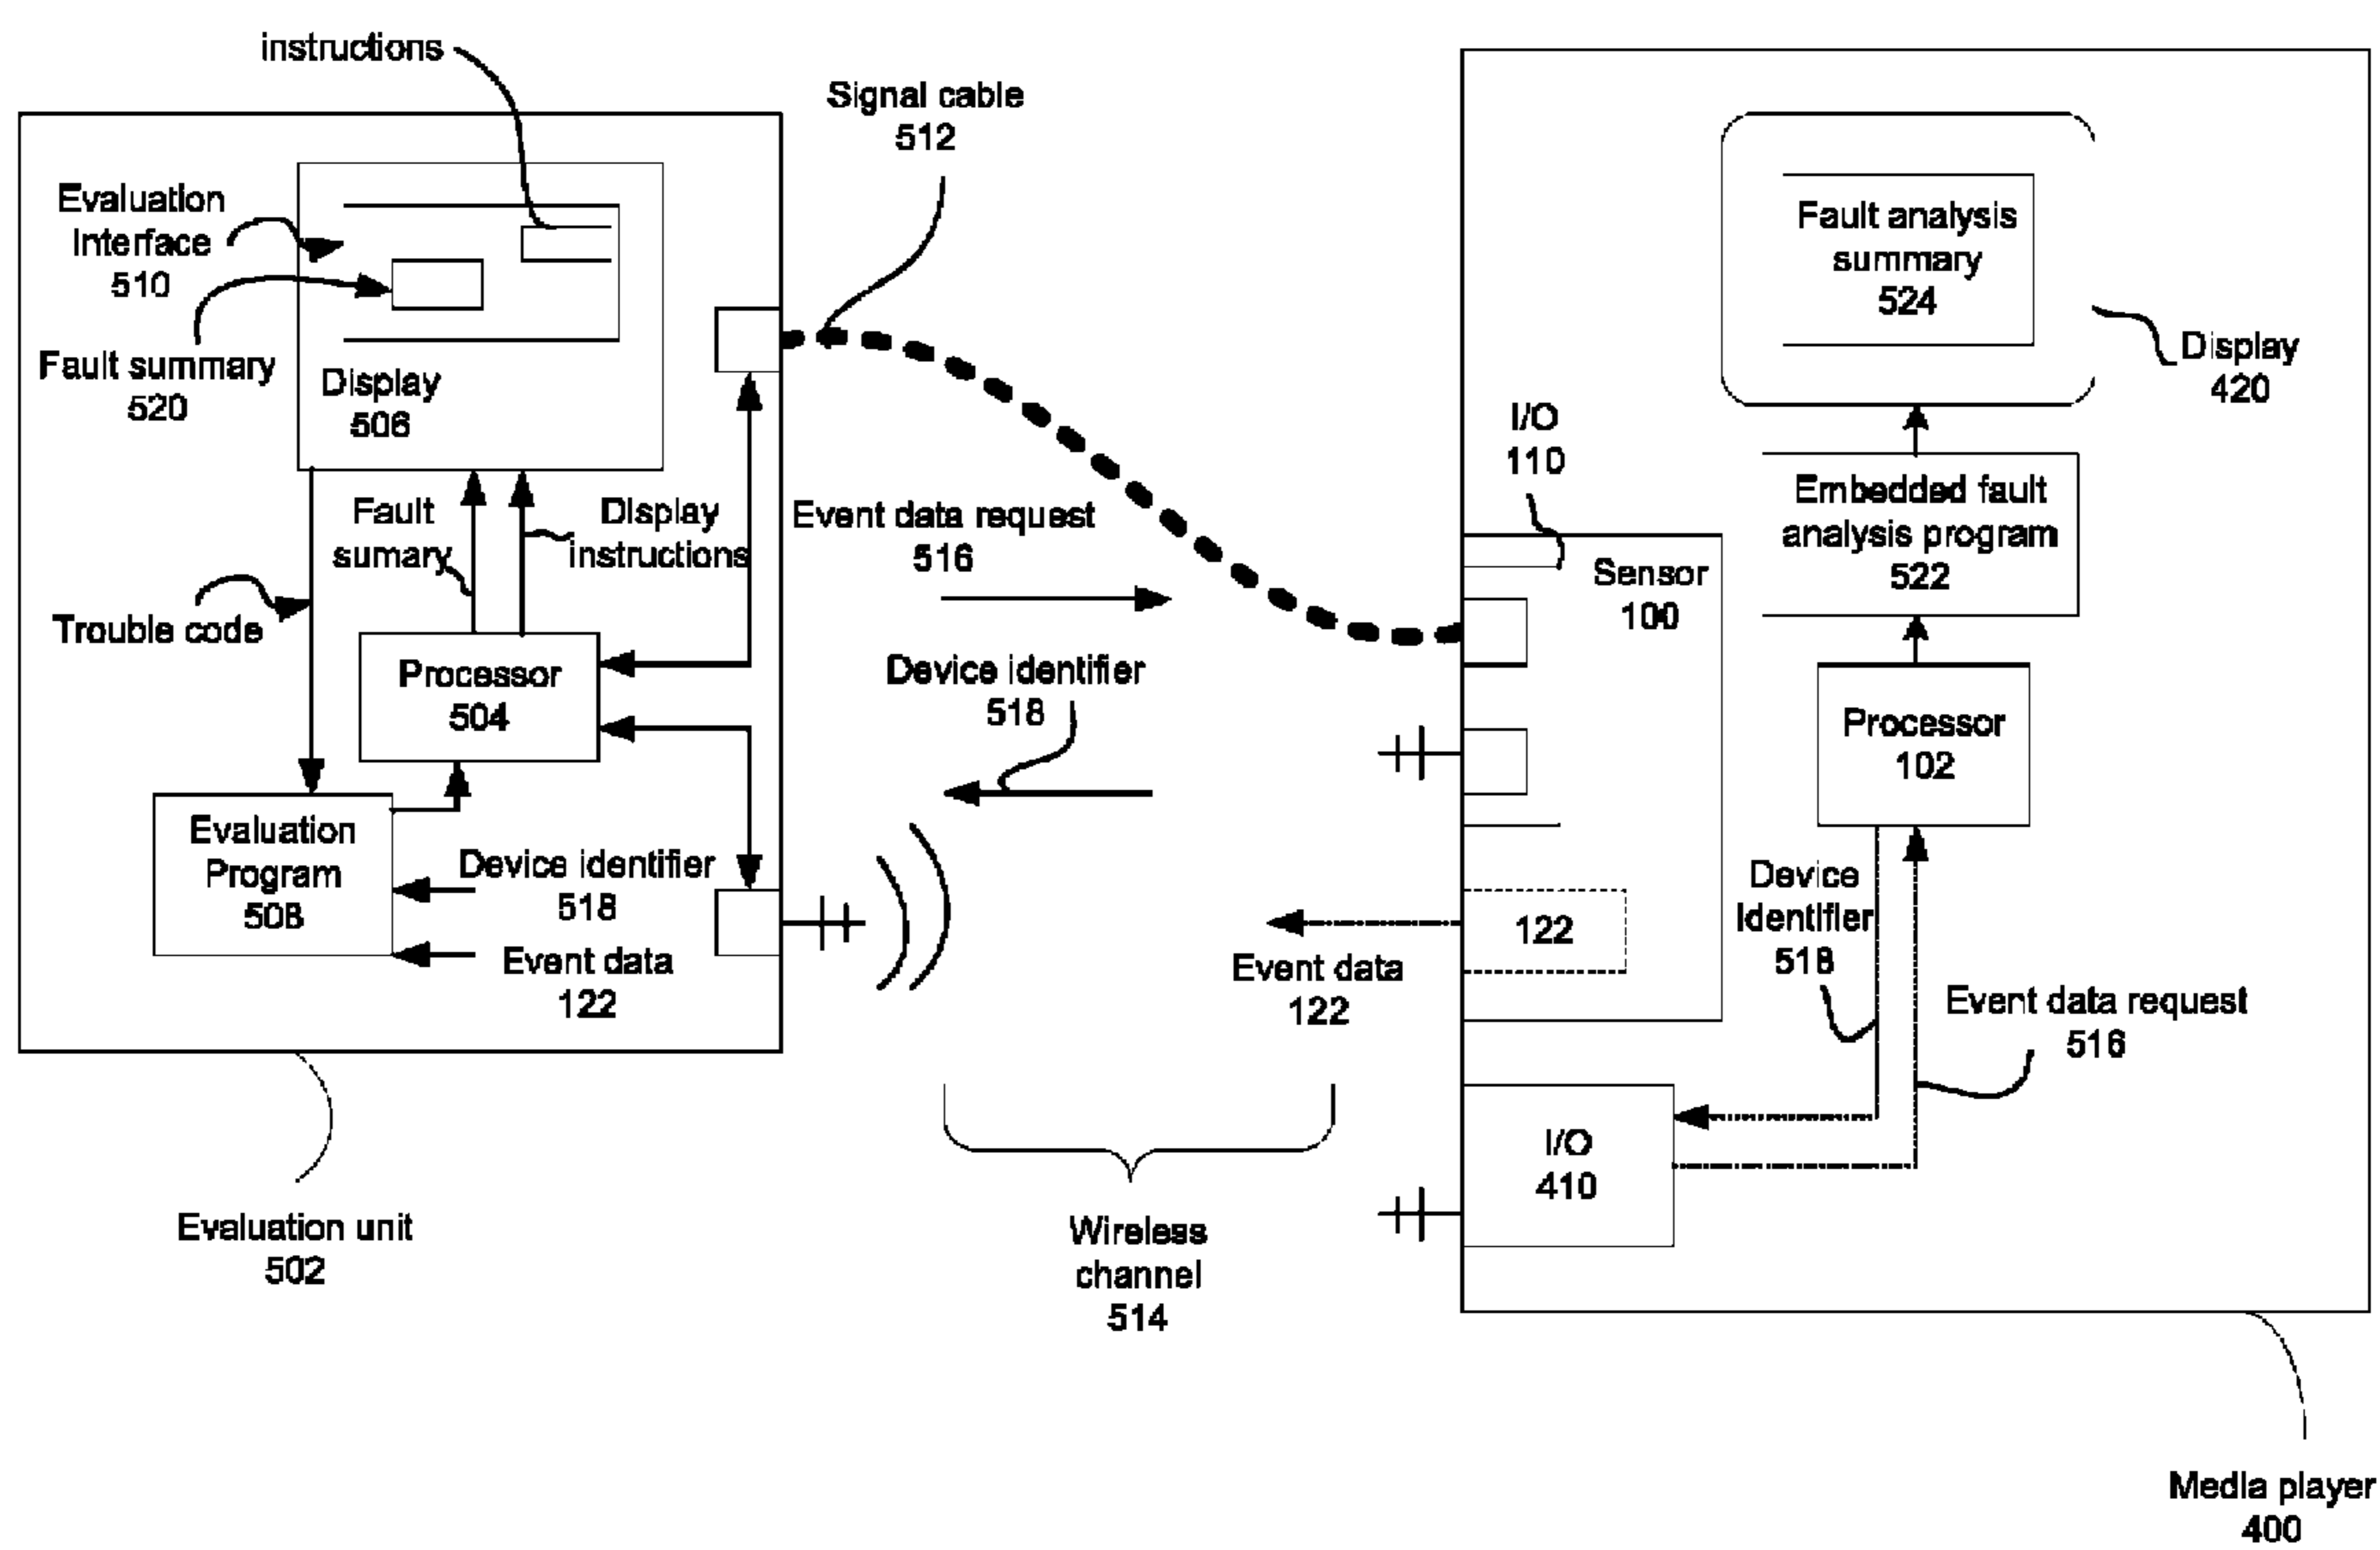 instructions
Signal cable
512
Evaluation
Interface
510
Fault summary
520
Display
506
Fault
sumary
Display
instructions
Trouble code
Processor
504
Evaluation
Program
508
Device identifier
518
Event data
122
Evaluation unit
502
Event data request
516
Device identifier
518
Event data
122
Wireless
channel
514
Fault analysis
summary
524
Display
420
I/O
110
Sensor
100
Embedded fault
analysis program
522
Processor
102
122
Device
Identifier
518
Event data request
516
I/O
410
Media player
400